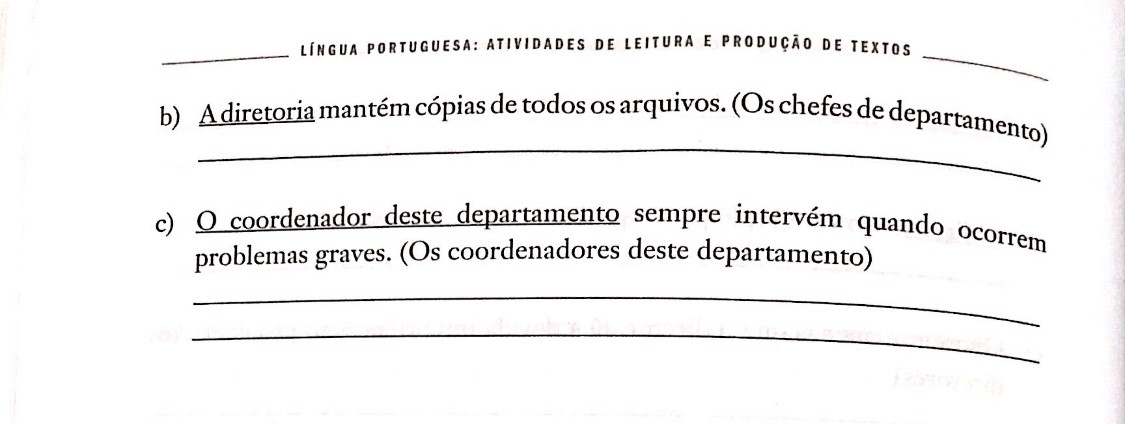 LÍNGUA PORTUGUESA: ATIVIDADES DE LEITURA E PRODUÇÃO DE TEXTOS
b) A diretoria mantém cópias de todos os arquivos. (Os chefes de departamento)
c) O coordenador deste departamento sempre intervém quando ocorrem
problemas graves. (Os coordenadores deste departamento)